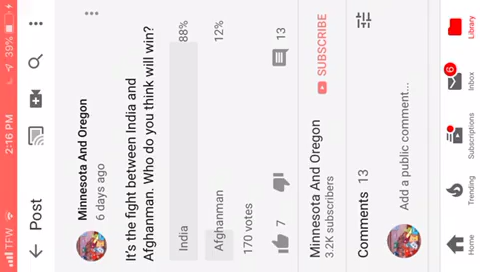 TFW 2:16 PM 39%
Post
Minnesota And Oregon
6 days ago
It's the fight between India and
Afghanman. Who do you think will win?
India 88%
Afghanman 12%
170 votes
7 13
Minnesota And Oregon
3.2K subscribers
SUBSCRIBE
Comments 13
Add a public comment...
Home Trending Subscriptions Inbox Library
6